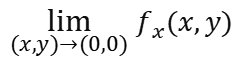 lim f_x(x, y)
(x,y)→(0,0)